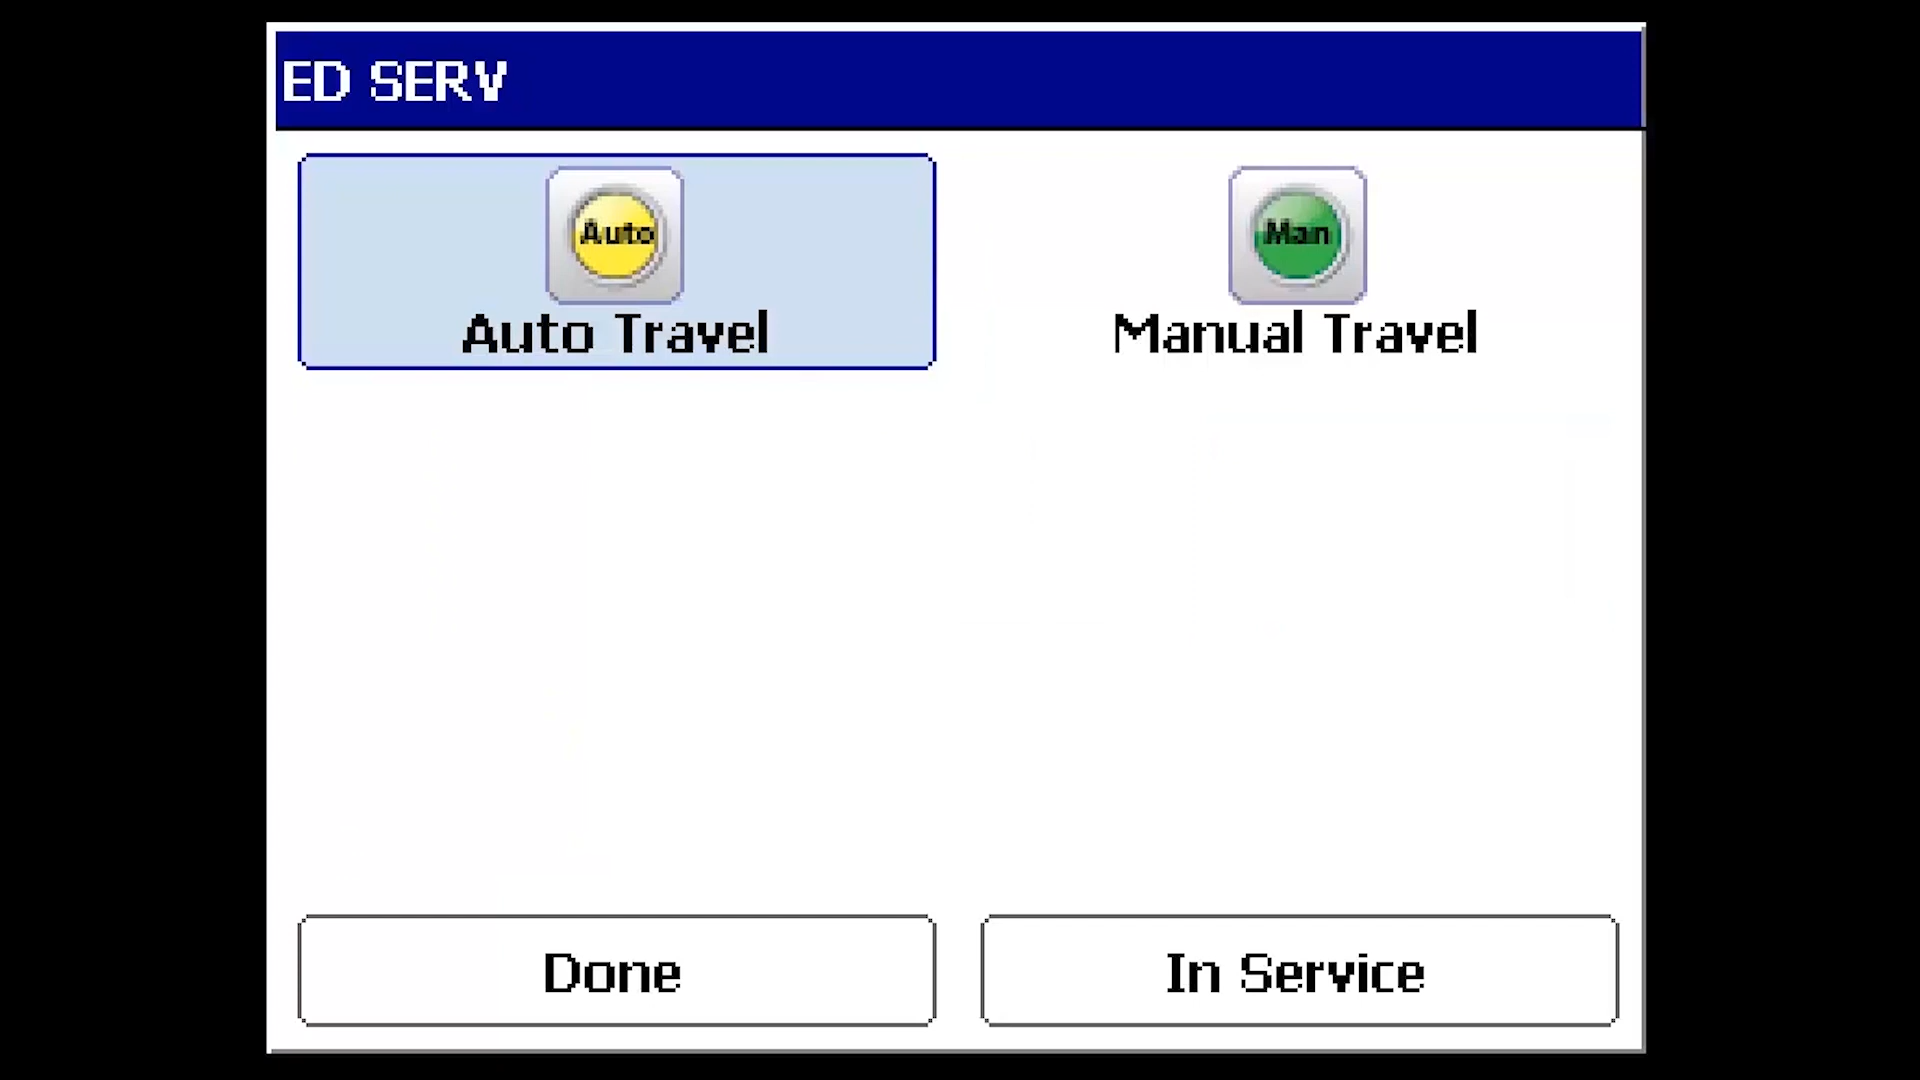 ED SERV
Auto
Man
Auto Travel
Manual Travel
Done
In Service